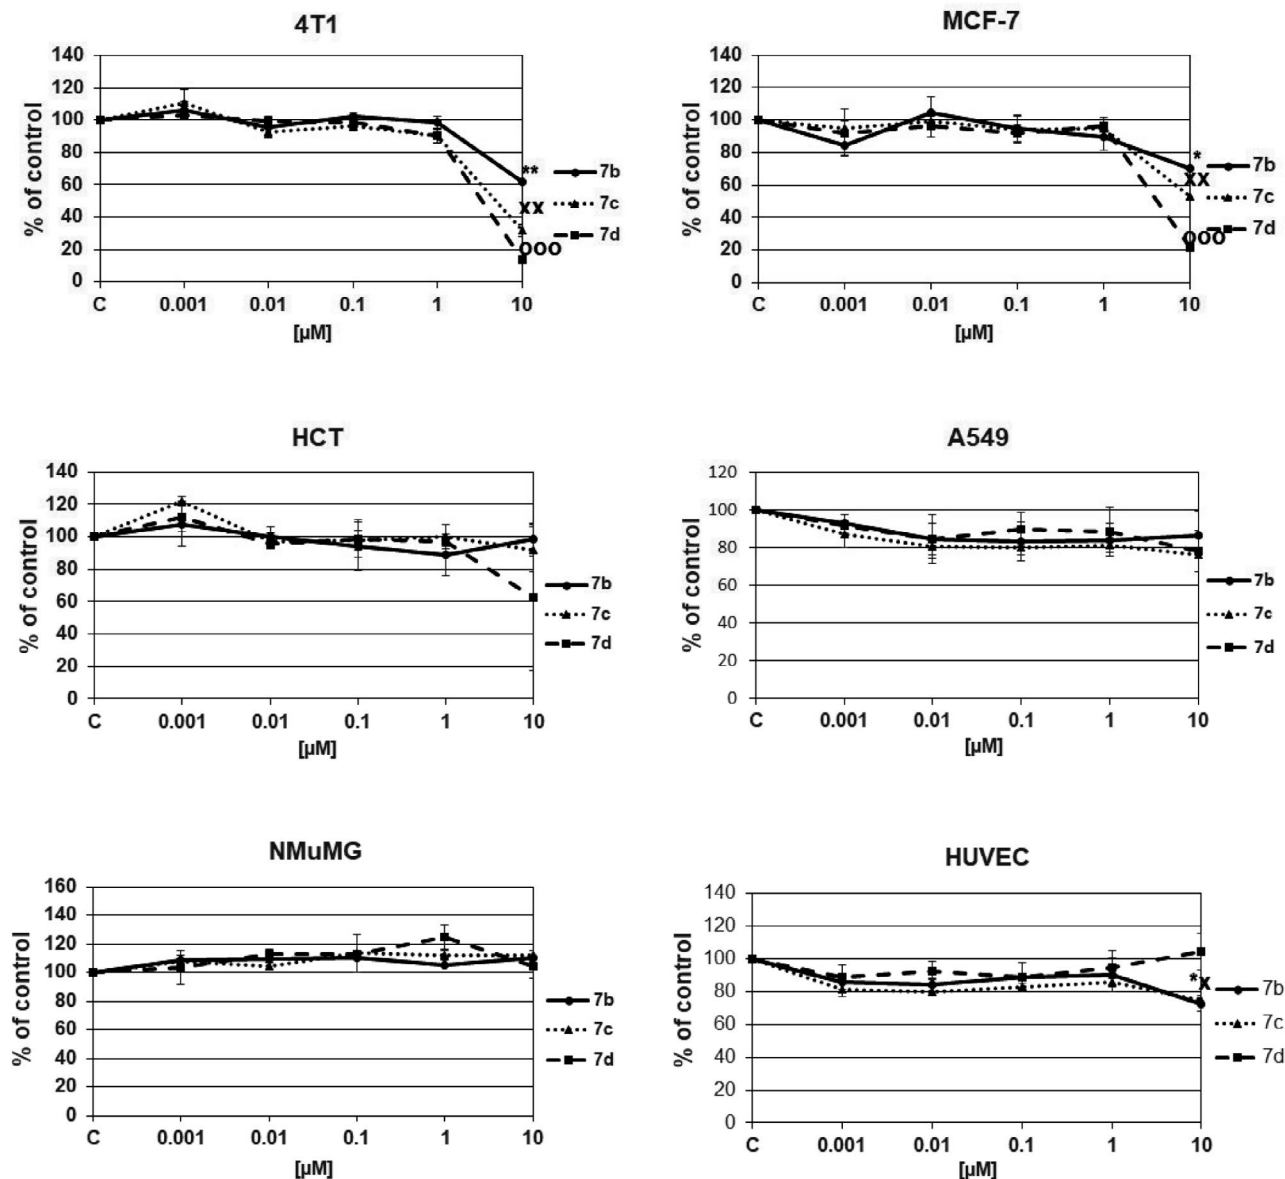 4T1
% of control
140
120
100
80
60
40
20
0
C 0.001 0.01 0.1 1 10
[µM]
**
xx
ooo
7b
7c
7d
MCF-7
% of control
140
120
100
80
60
40
20
0
C 0.001 0.01 0.1 1 10
[µM]
*
xx
ooo
7b
7c
7d
HCT
% of control
140
120
100
80
60
40
20
0
C 0.001 0.01 0.1 1 10
[µM]
7b
7c
7d
A549
% of control
120
100
80
60
40
20
0
C 0.001 0.01 0.1 1 10
[µM]
7b
7c
7d
NMuMG
% of control
160
140
120
100
80
60
40
20
0
C 0.001 0.01 0.1 1 10
[µM]
7b
7c
7d
HUVEC
% of control
140
120
100
80
60
40
20
0
C 0.001 0.01 0.1 1 10
[µM]
*x
7b
7c
7d